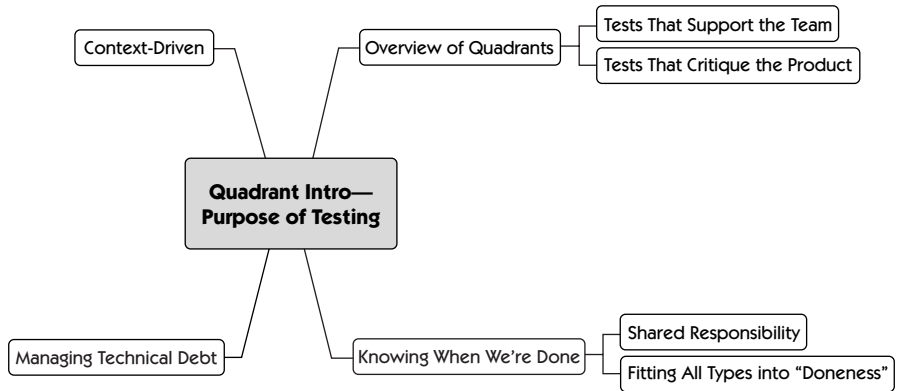 Context-Driven
Overview of Quadrants
Tests That Support the Team
Tests That Critique the Product
Quadrant Intro—
Purpose of Testing
Managing Technical Debt
Knowing When We’re Done
Shared Responsibility
Fitting All Types into “Doneness”